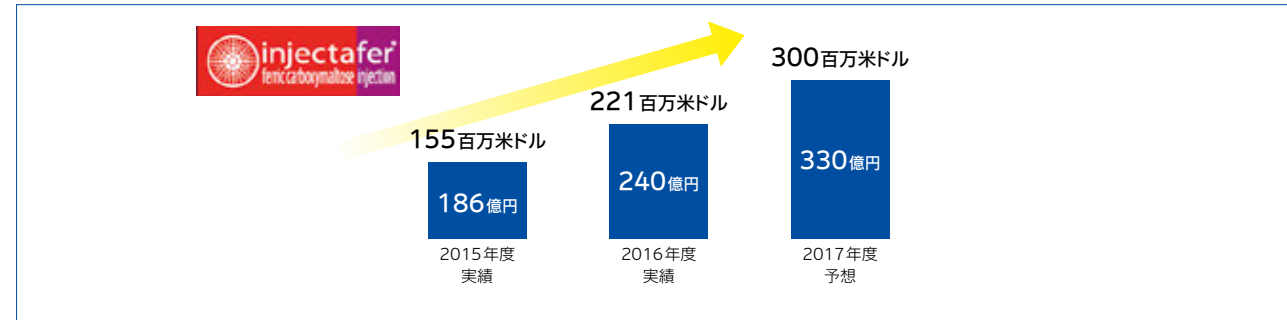 injectafer®
ferric carboxymaltose injection
300百万米ドル
221百万米ドル
155百万米ドル
330億円
240億円
186億円
2015年度
実績
2016年度
実績
2017年度
予想